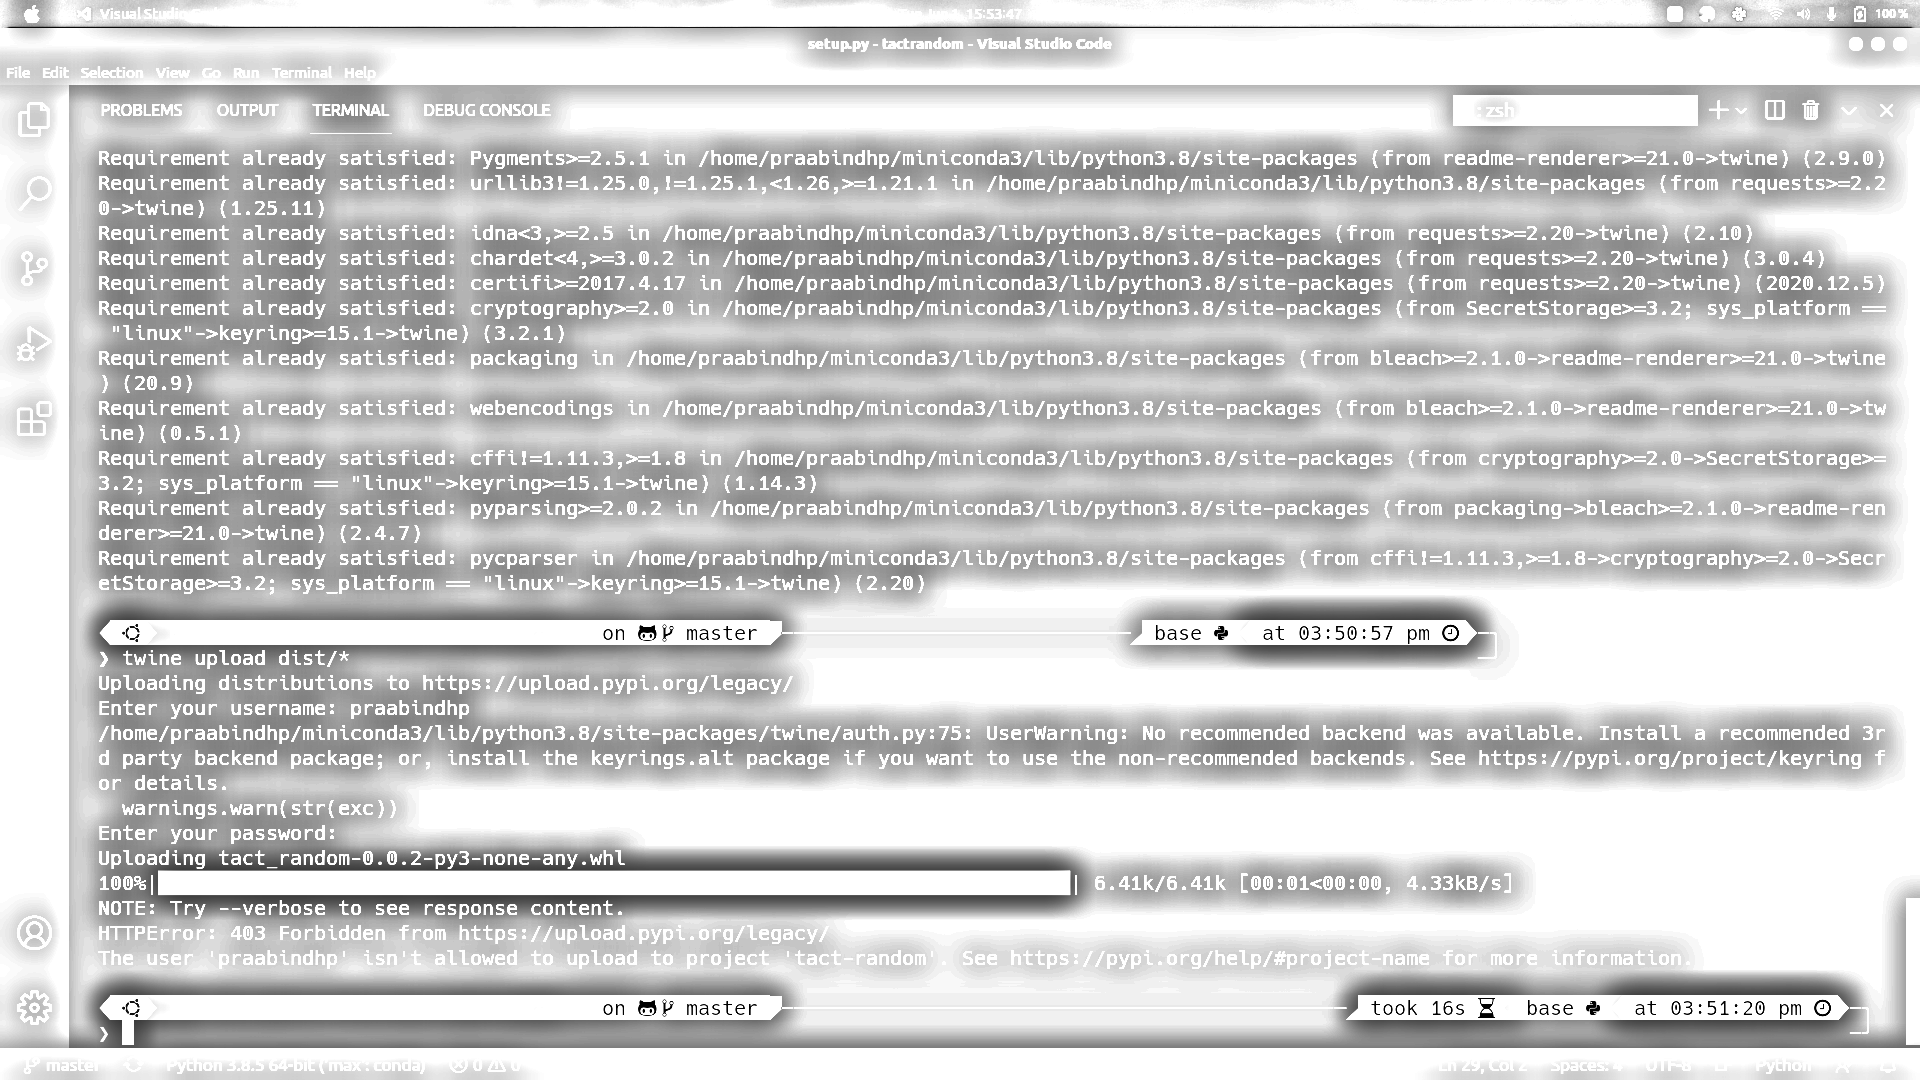 Visual Studio 15:53:47 100%
setup.py - tactrandom - Visual Studio Code
File Edit Selection View Go Run Terminal Help
PROBLEMS OUTPUT TERMINAL DEBUG CONSOLE : zsh
Requirement already satisfied: Pygments>=2.5.1 in /home/praabindhp/miniconda3/lib/python3.8/site-packages (from readme-renderer>=21.0->twine) (2.9.0)
Requirement already satisfied: urllib3!=1.25.0,!=1.25.1,<1.26,>=1.21.1 in /home/praabindhp/miniconda3/lib/python3.8/site-packages (from requests>=2.2
0->twine) (1.25.11)
Requirement already satisfied: idna<3,>=2.5 in /home/praabindhp/miniconda3/lib/python3.8/site-packages (from requests>=2.20->twine) (2.10)
Requirement already satisfied: chardet<4,>=3.0.2 in /home/praabindhp/miniconda3/lib/python3.8/site-packages (from requests>=2.20->twine) (3.0.4)
Requirement already satisfied: certifi>=2017.4.17 in /home/praabindhp/miniconda3/lib/python3.8/site-packages (from requests>=2.20->twine) (2020.12.5)
Requirement already satisfied: cryptography>=2.0 in /home/praabindhp/miniconda3/lib/python3.8/site-packages (from SecretStorage>=3.2; sys_platform ==
"linux"->keyring>=15.1->twine) (3.2.1)
Requirement already satisfied: packaging in /home/praabindhp/miniconda3/lib/python3.8/site-packages (from bleach>=2.1.0->readme-renderer>=21.0->twine
) (20.9)
Requirement already satisfied: webencodings in /home/praabindhp/miniconda3/lib/python3.8/site-packages (from bleach>=2.1.0->readme-renderer>=21.0->tw
ine) (0.5.1)
Requirement already satisfied: cffi!=1.11.3,>=1.8 in /home/praabindhp/miniconda3/lib/python3.8/site-packages (from cryptography>=2.0->SecretStorage>=
3.2; sys_platform == "linux"->keyring>=15.1->twine) (1.14.3)
Requirement already satisfied: pyparsing>=2.0.2 in /home/praabindhp/miniconda3/lib/python3.8/site-packages (from packaging->bleach>=2.1.0->readme-ren
derer>=21.0->twine) (2.4.7)
Requirement already satisfied: pycparser in /home/praabindhp/miniconda3/lib/python3.8/site-packages (from cffi!=1.11.3,>=1.8->cryptography>=2.0->Secr
etStorage>=3.2; sys_platform == "linux"->keyring>=15.1->twine) (2.20)
on master base at 03:50:57 pm
❯ twine upload dist/*
Uploading distributions to https://upload.pypi.org/legacy/
Enter your username: praabindhp
/home/praabindhp/miniconda3/lib/python3.8/site-packages/twine/auth.py:75: UserWarning: No recommended backend was available. Install a recommended 3r
d party backend package; or, install the keyrings.alt package if you want to use the non-recommended backends. See https://pypi.org/project/keyring f
or details.
warnings.warn(str(exc))
Enter your password:
Uploading tact_random-0.0.2-py3-none-any.whl
100%| | 6.41k/6.41k [00:01<00:00, 4.33kB/s]
NOTE: Try --verbose to see response content.
HTTPError: 403 Forbidden from https://upload.pypi.org/legacy/
The user 'praabindhp' isn't allowed to upload to project 'tact-random'. See https://pypi.org/help/#project-name for more information.
on master took 16s base at 03:51:20 pm
❯
master Python 3.8.5 64-bit ( max : conda) 0 0 Ln 29, Col 2 Spaces: 4 UTF-8 LF Python